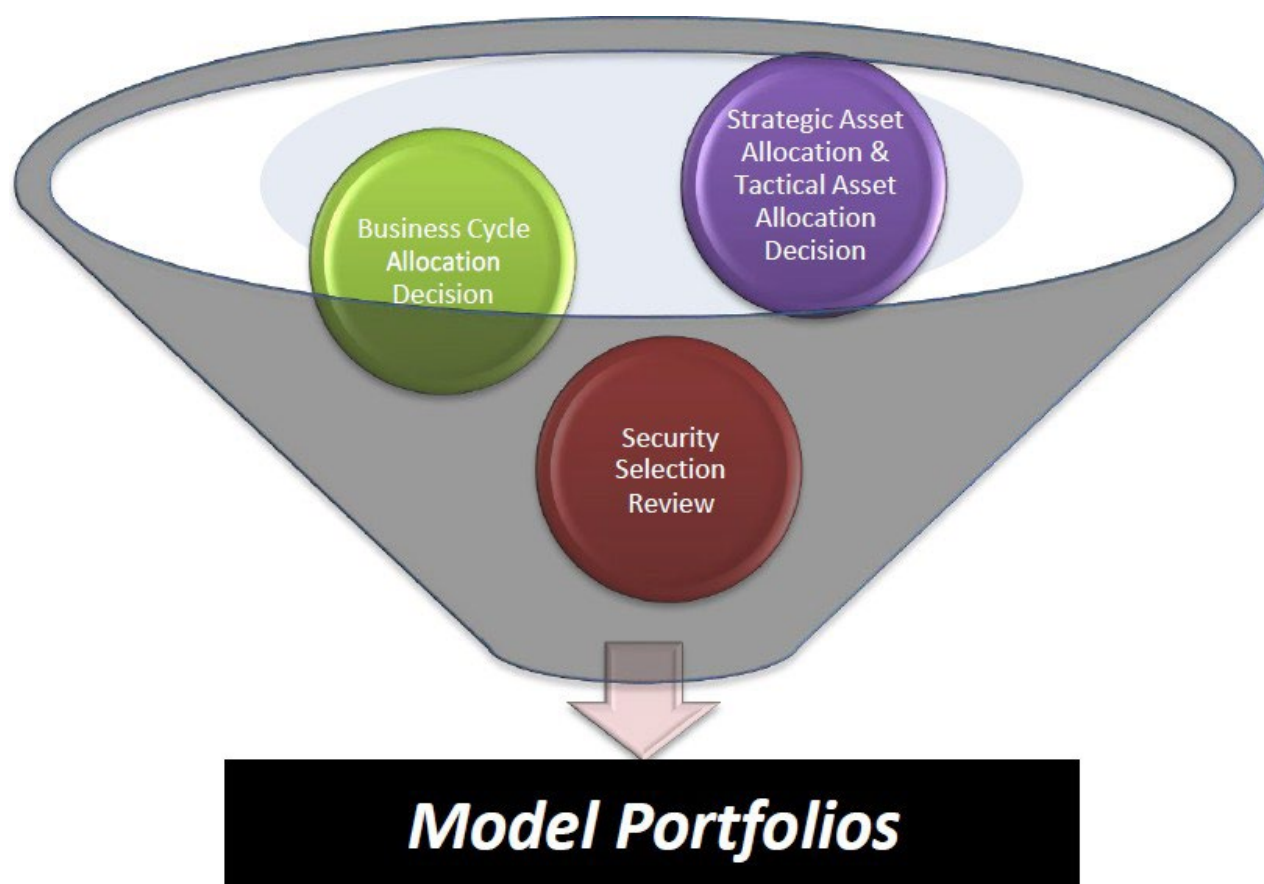 Strategic Asset
Allocation &
Tactical Asset
Allocation
Decision
Business Cycle
Allocation
Decision
Security
Selection
Review
Model Portfolios